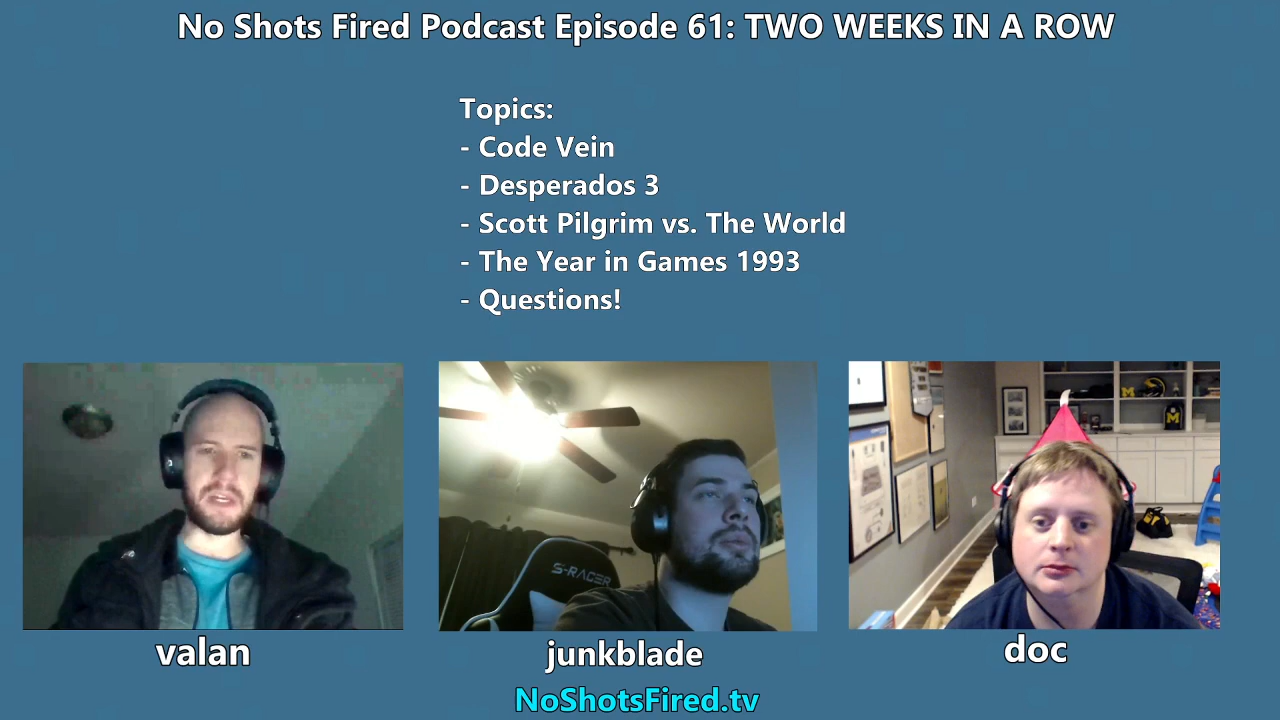 No Shots Fired Podcast Episode 61: TWO WEEKS IN A ROW
Topics:
- Code Vein
- Desperados 3
- Scott Pilgrim vs. The World
- The Year in Games 1993
- Questions!
S-RACER
M
M
valan
junkblade
doc
NoShotsFired.tv